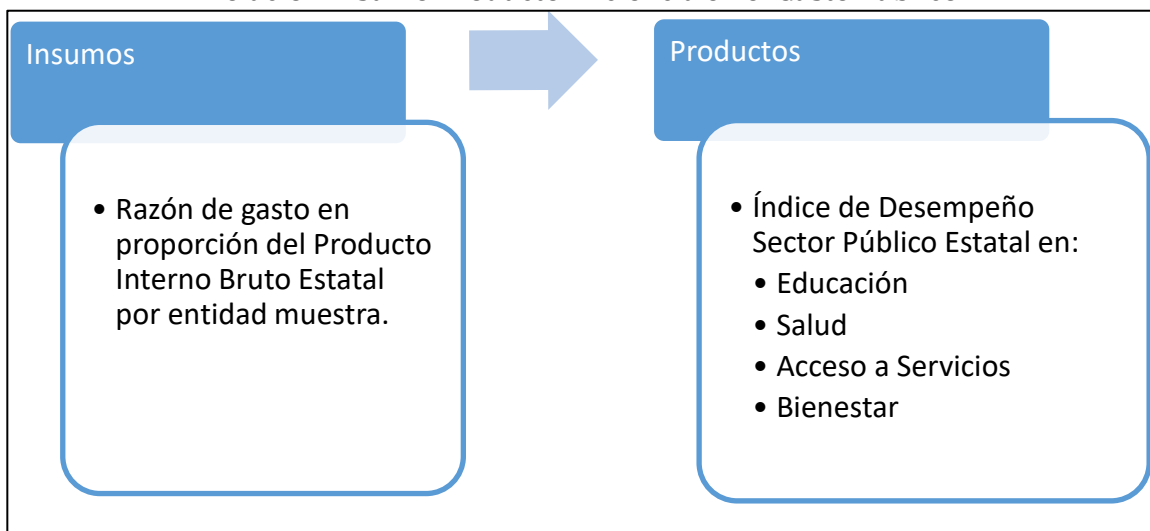 Insumos
• Razón de gasto en
proporción del Producto
Interno Bruto Estatal
por entidad muestra.
Productos
• Índice de Desempeño
Sector Público Estatal en:
• Educación
• Salud
• Acceso a Servicios
• Bienestar